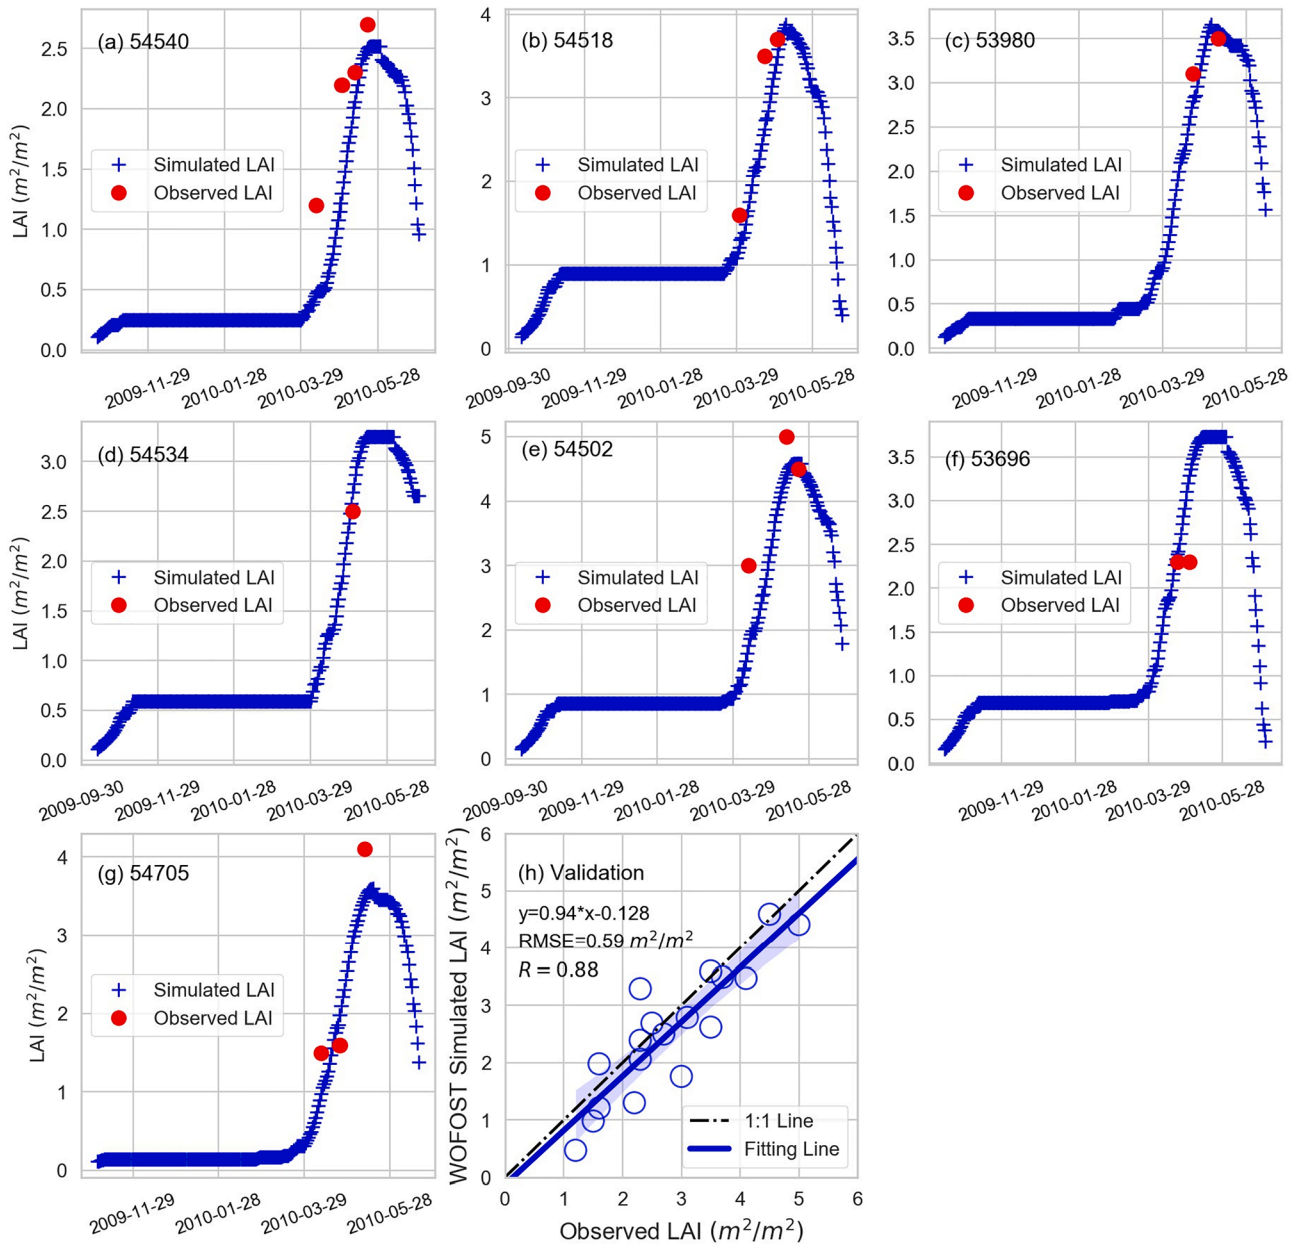 (a) 54540
2.5
2.0
1.5
1.0
0.5
0.0
LAI (m²/m²)
Simulated LAI
Observed LAI
2009-11-29
2010-01-28
2010-03-29
2010-05-28
(b) 54518
4
3
2
1
0
Simulated LAI
Observed LAI
2009-09-30
2009-11-29
2010-01-28
2010-03-29
2010-05-28
(c) 53980
3.5
3.0
2.5
2.0
1.5
1.0
0.5
0.0
Simulated LAI
Observed LAI
2009-11-29
2010-01-28
2010-03-29
2010-05-28
(d) 54534
3.0
2.5
2.0
1.5
1.0
0.5
0.0
LAI (m²/m²)
Simulated LAI
Observed LAI
2009-09-30
2009-11-29
2010-01-28
2010-03-29
2010-05-28
(e) 54502
5
4
3
2
1
0
Simulated LAI
Observed LAI
2009-09-30
2009-11-29
2010-01-28
2010-03-29
2010-05-28
(f) 53696
3.5
3.0
2.5
2.0
1.5
1.0
0.5
0.0
Simulated LAI
Observed LAI
2009-11-29
2010-01-28
2010-03-29
2010-05-28
(g) 54705
4
3
2
1
0
LAI (m²/m²)
Simulated LAI
Observed LAI
2009-11-29
2010-01-28
2010-03-29
2010-05-28
(h) Validation
y=0.94*x-0.128
RMSE=0.59 m²/m²
R = 0.88
6
5
4
3
2
1
0
WOFOST Simulated LAI (m²/m²)
1:1 Line
Fitting Line
0 1 2 3 4 5 6
Observed LAI (m²/m²)